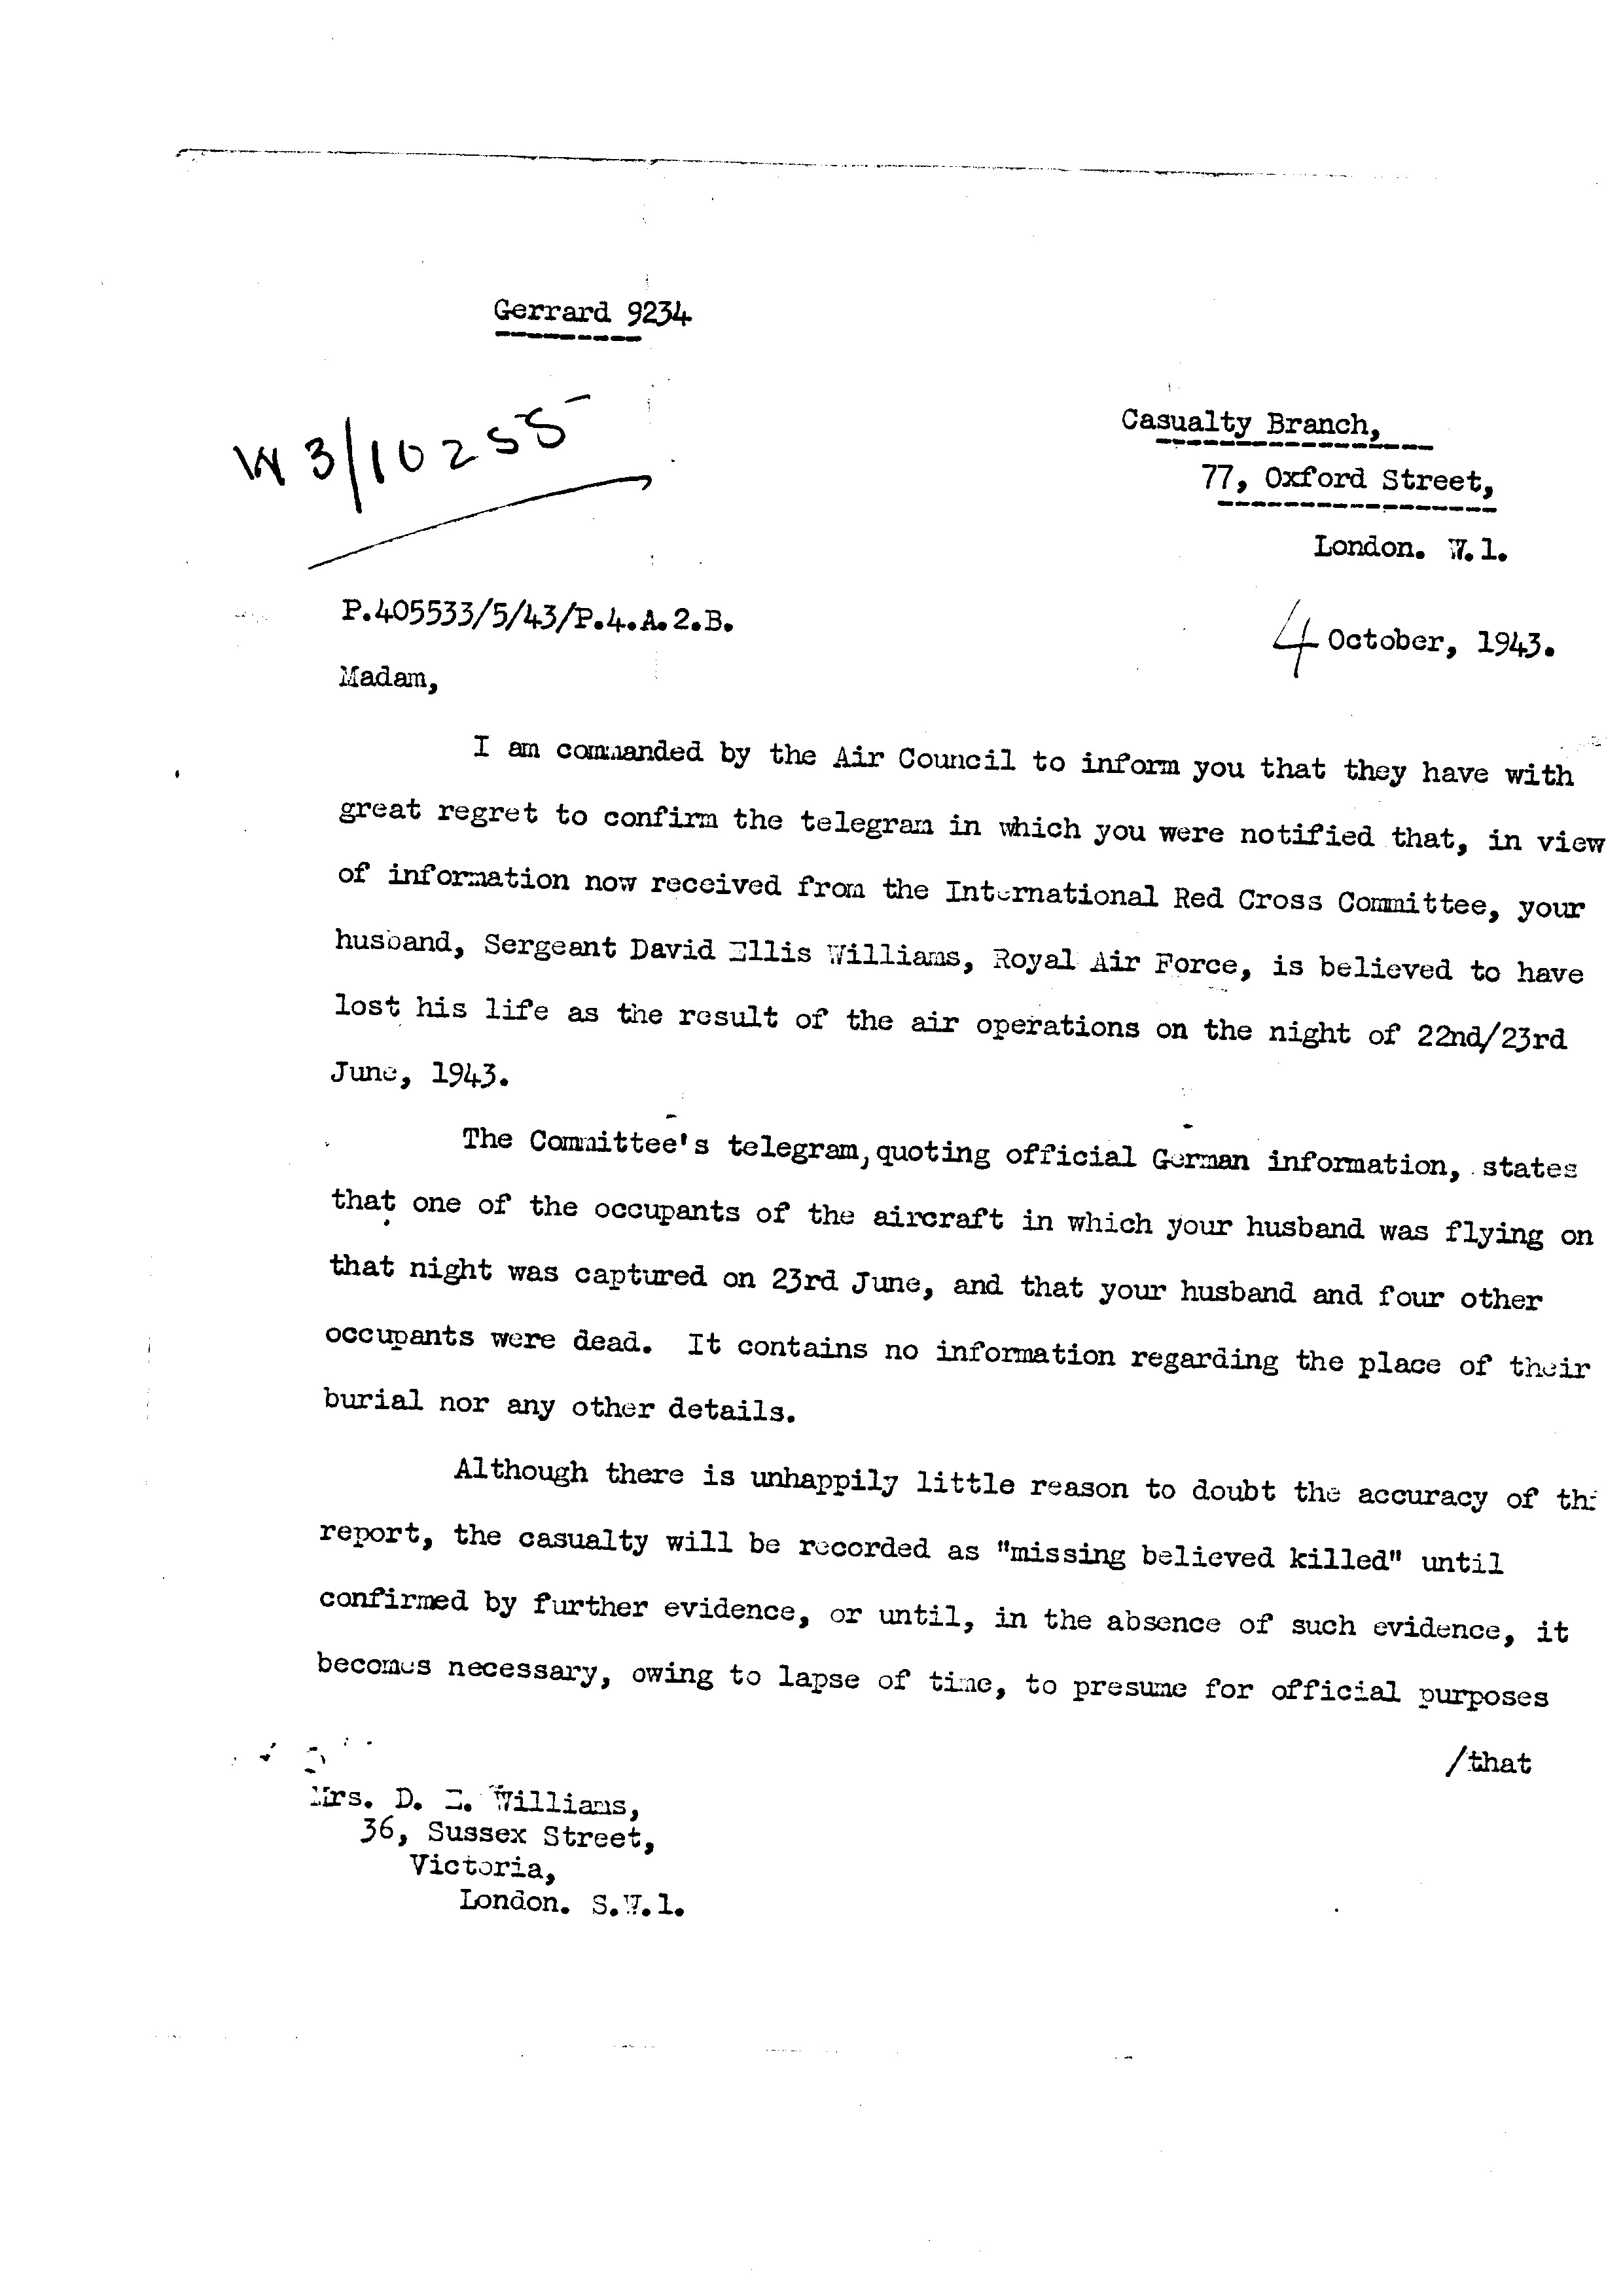 Gerrard 9234
W3/10255
Casualty Branch,
77, Oxford Street,
London. W.1.
P.405533/5/43/P.4.A.2.B.
4 October, 1943.
Madam,
I am commanded by the Air Council to inform you that they have with
great regret to confirm the telegram in which you were notified that, in view
of information now received from the International Red Cross Committee, your
husband, Sergeant David Ellis Williams, Royal Air Force, is believed to have
lost his life as the result of the air operations on the night of 22nd/23rd
June, 1943.
The Committee's telegram, quoting official German information, states
that one of the occupants of the aircraft in which your husband was flying on
that night was captured on 23rd June, and that your husband and four other
occupants were dead. It contains no information regarding the place of their
burial nor any other details.
Although there is unhappily little reason to doubt the accuracy of
report, the casualty will be recorded as "missing believed killed" until
confirmed by further evidence, or until, in the absence of such evidence, it
becomes necessary, owing to lapse of time, to presume for official purposes
/that
Mrs. D. E. Williams,
36, Sussex Street,
Victoria,
London. S.W.1.